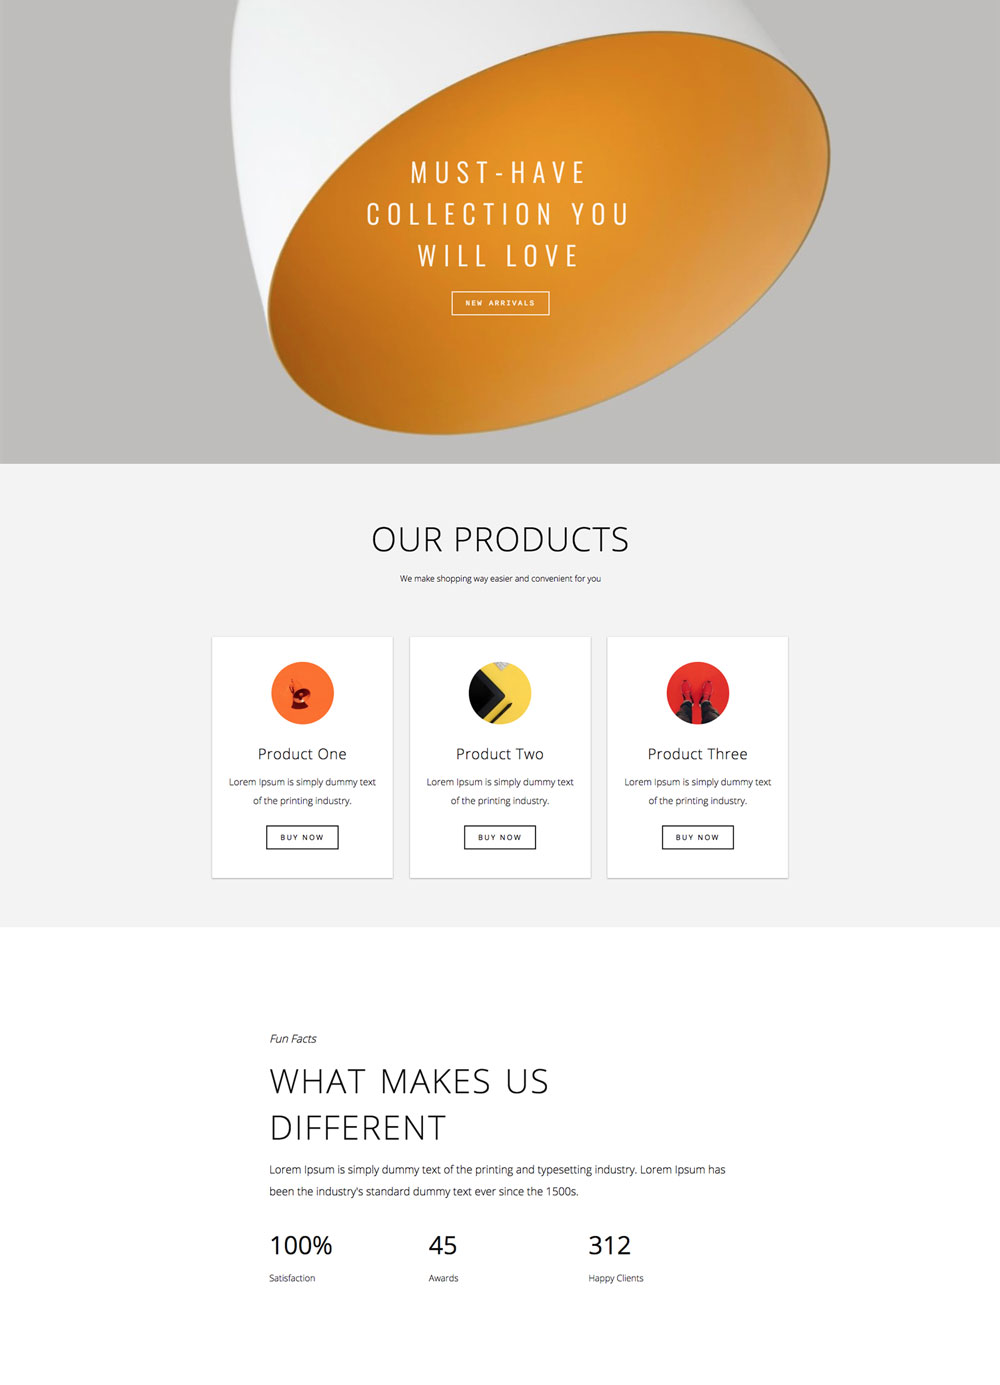 MUST-HAVE
COLLECTION YOU
WILL LOVE
NEW ARRIVALS
OUR PRODUCTS
We make shopping way easier and convenient for you
Product One
Lorem Ipsum is simply dummy text
of the printing industry.
BUY NOW
Product Two
Lorem Ipsum is simply dummy text
of the printing industry.
BUY NOW
Product Three
Lorem Ipsum is simply dummy text
of the printing industry.
BUY NOW
Fun Facts
WHAT MAKES US
DIFFERENT
Lorem Ipsum is simply dummy text of the printing and typesetting industry. Lorem Ipsum has
been the industry's standard dummy text ever since the 1500s.
100%
Satisfaction
45
Awards
312
Happy Clients